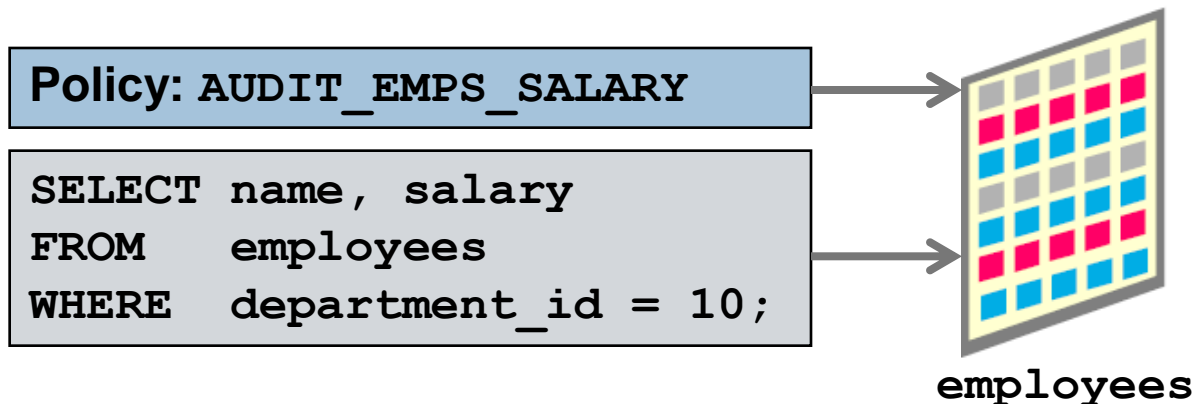 Policy: AUDIT_EMPS_SALARY
SELECT name, salary
FROM   employees
WHERE  department_id = 10;
employees